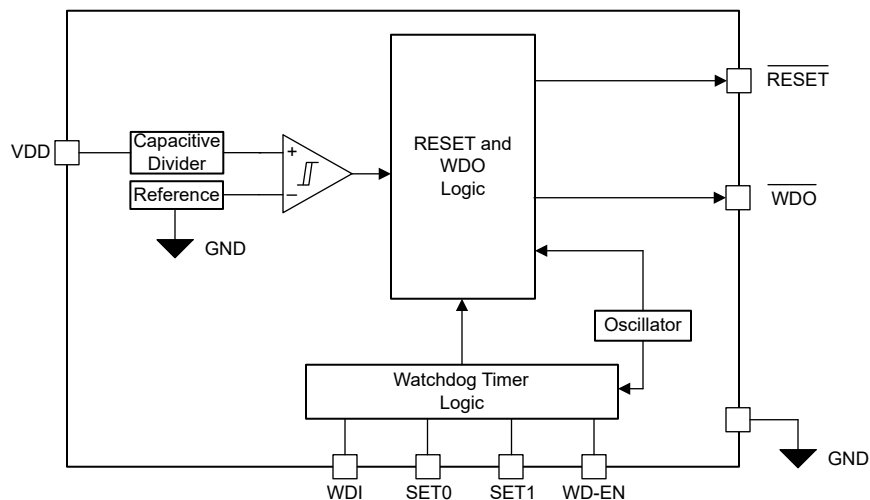 RESET
VDD
Capacitive
Divider
+
RESET and
WDO
Logic
Reference
–
WDO
GND
Oscillator
Watchdog Timer
Logic
GND
WDI
SET0
SET1
WD-EN